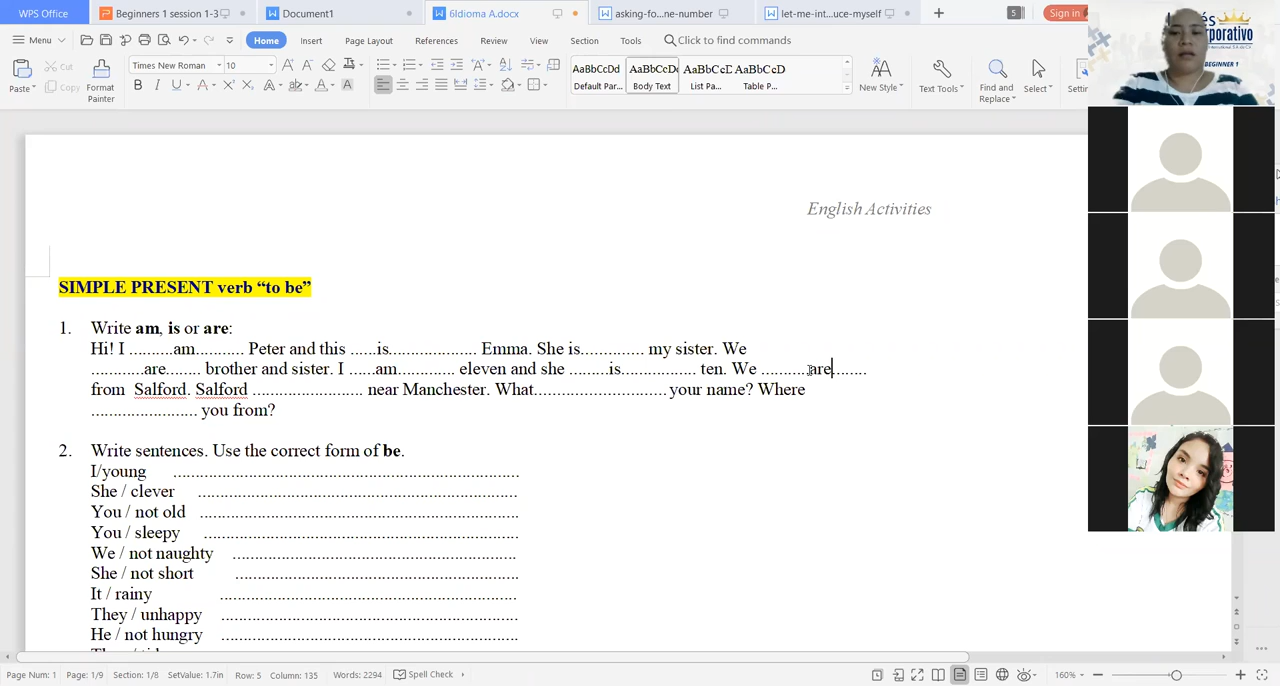 WPS Office
Beginners 1 session 1-3
Document1
6Idioma A.docx
asking-fo...ne-number
let-me-int...uce-myself
5
Sign in
Menu
Home
Insert
Page Layout
References
Review
View
Section
Tools
Click to find commands
Paste
Cut
Copy
Format Painter
Times New Roman
10
AaBbCcDd
Default Par...
AaBbCcDd
Body Text
AaBbCcD
List Pa...
AaBbCcD
Table P...
New Style
Text Tools
Find and Replace
Select
BEGINNER 1
English Activities
SIMPLE PRESENT verb “to be”
1. Write am, is or are:
Hi! I ..........am........... Peter and this ......is................... Emma. She is.............. my sister. We
............are........ brother and sister. I ......am............ eleven and she .........is................. ten. We ..........are........
from Salford. Salford ........................ near Manchester. What............................. your name? Where
........................ you from?
2. Write sentences. Use the correct form of be.
I/young ............................................................................
She / clever ......................................................................
You / not old ......................................................................
You / sleepy ......................................................................
We / not naughty ...............................................................
She / not short ...............................................................
It / rainy ..................................................................
They / unhappy ..................................................................
He / not hungry ..................................................................
Page Num: 1 Page: 1/9 Section: 1/8 SetValue: 1.7in Row: 5 Column: 135 Words: 2294 Spell Check 160%